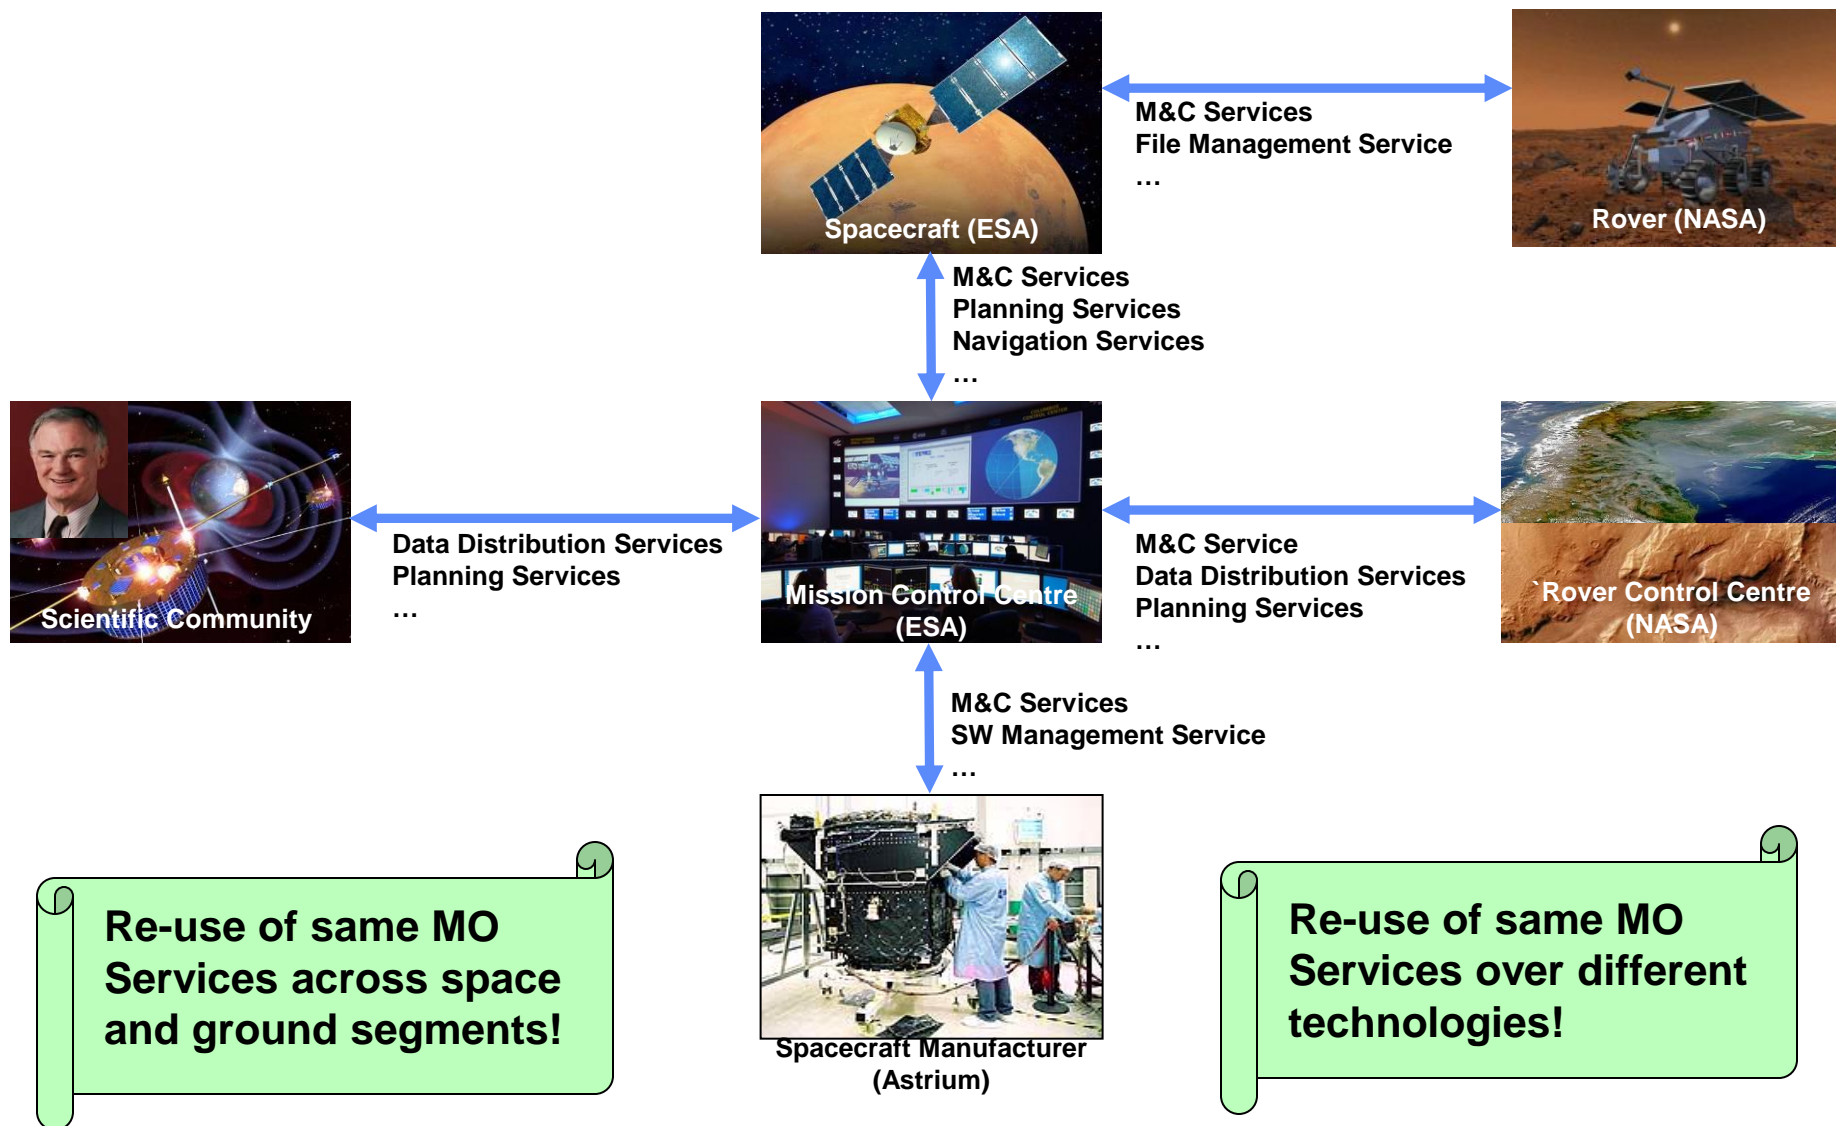 Spacecraft (ESA)
M&C Services
File Management Service
…
Rover (NASA)
M&C Services
Planning Services
Navigation Services
…
Scientific Community
Data Distribution Services
Planning Services
…
COLUMBUS
CONTROL CENTER
Mission Control Centre
(ESA)
M&C Service
Data Distribution Services
Planning Services
…
`Rover Control Centre
(NASA)
M&C Services
SW Management Service
…
Spacecraft Manufacturer
(Astrium)
Re-use of same MO
Services across space
and ground segments!
Re-use of same MO
Services over different
technologies!